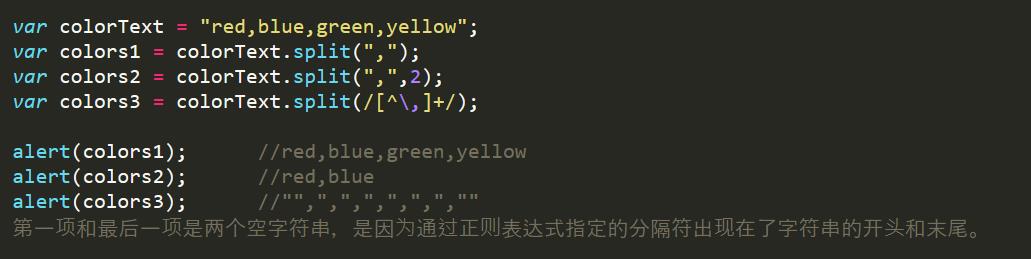 var colorText = "red,blue,green,yellow";
var colors1 = colorText.split(",");
var colors2 = colorText.split(",",2);
var colors3 = colorText.split(/[^\,]+/);
alert(colors1);      //red,blue,green,yellow
alert(colors2);      //red,blue
alert(colors3);      //"",",",",",",",""
第一项和最后一项是两个空字符串，是因为通过正则表达式指定的分隔符出现在了字符串的开头和末尾。